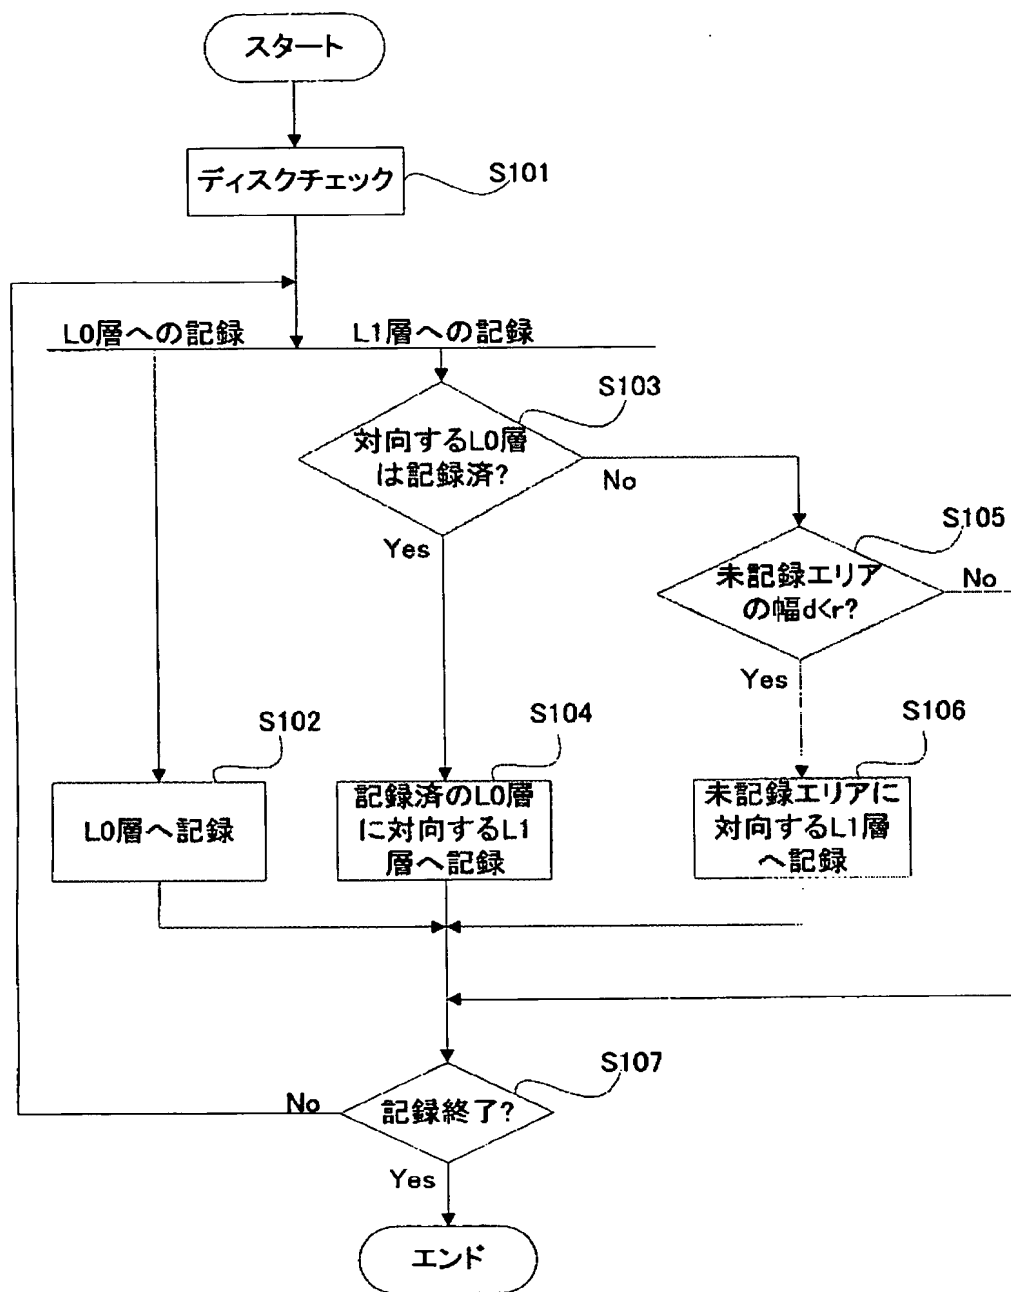 スタート
ディスクチェック
S101
L0層への記録
L1層への記録
S103
対向するL0層
は記録済?
No
Yes
S105
未記録エリア
の幅d<r?
No
Yes
S102
L0層へ記録
S104
記録済のL0層
に対向するL1
層へ記録
S106
未記録エリアに
対向するL1層
へ記録
S107
記録終了?
No
Yes
エンド